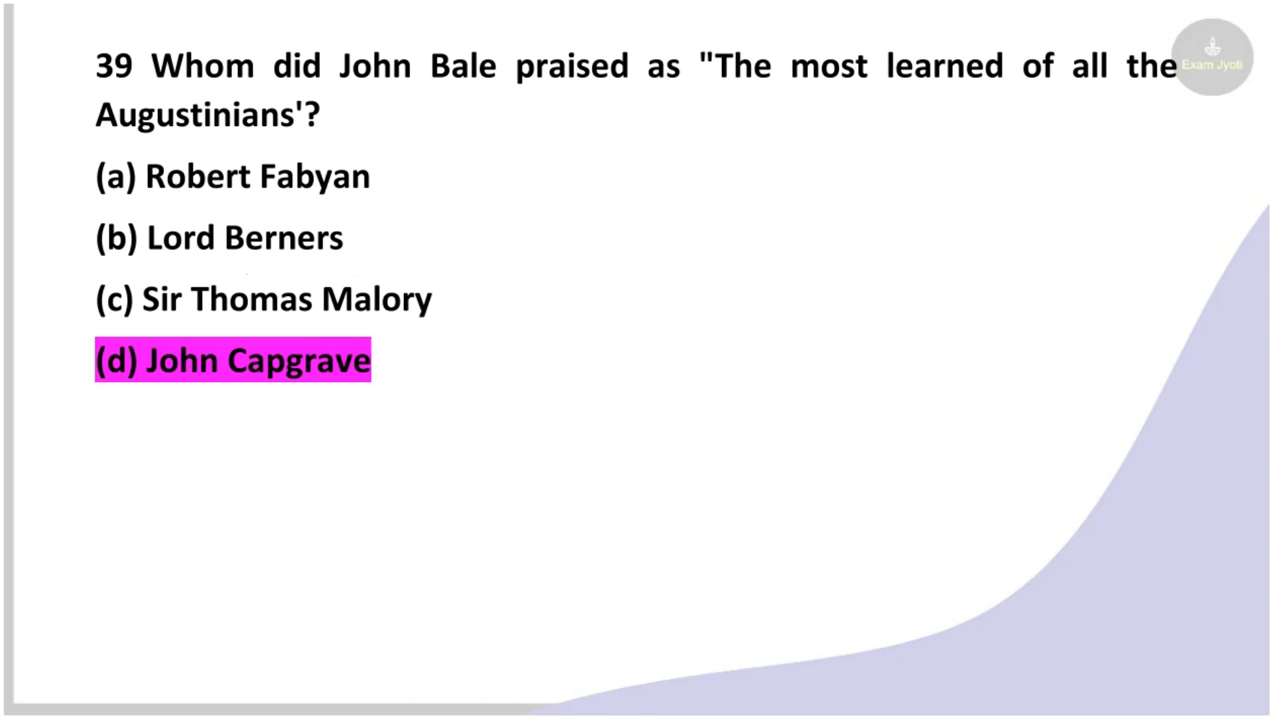 39 Whom did John Bale praised as "The most learned of all the
Augustinians'?
(a) Robert Fabyan
(b) Lord Berners
(c) Sir Thomas Malory
(d) John Capgrave
Exam Jyoti